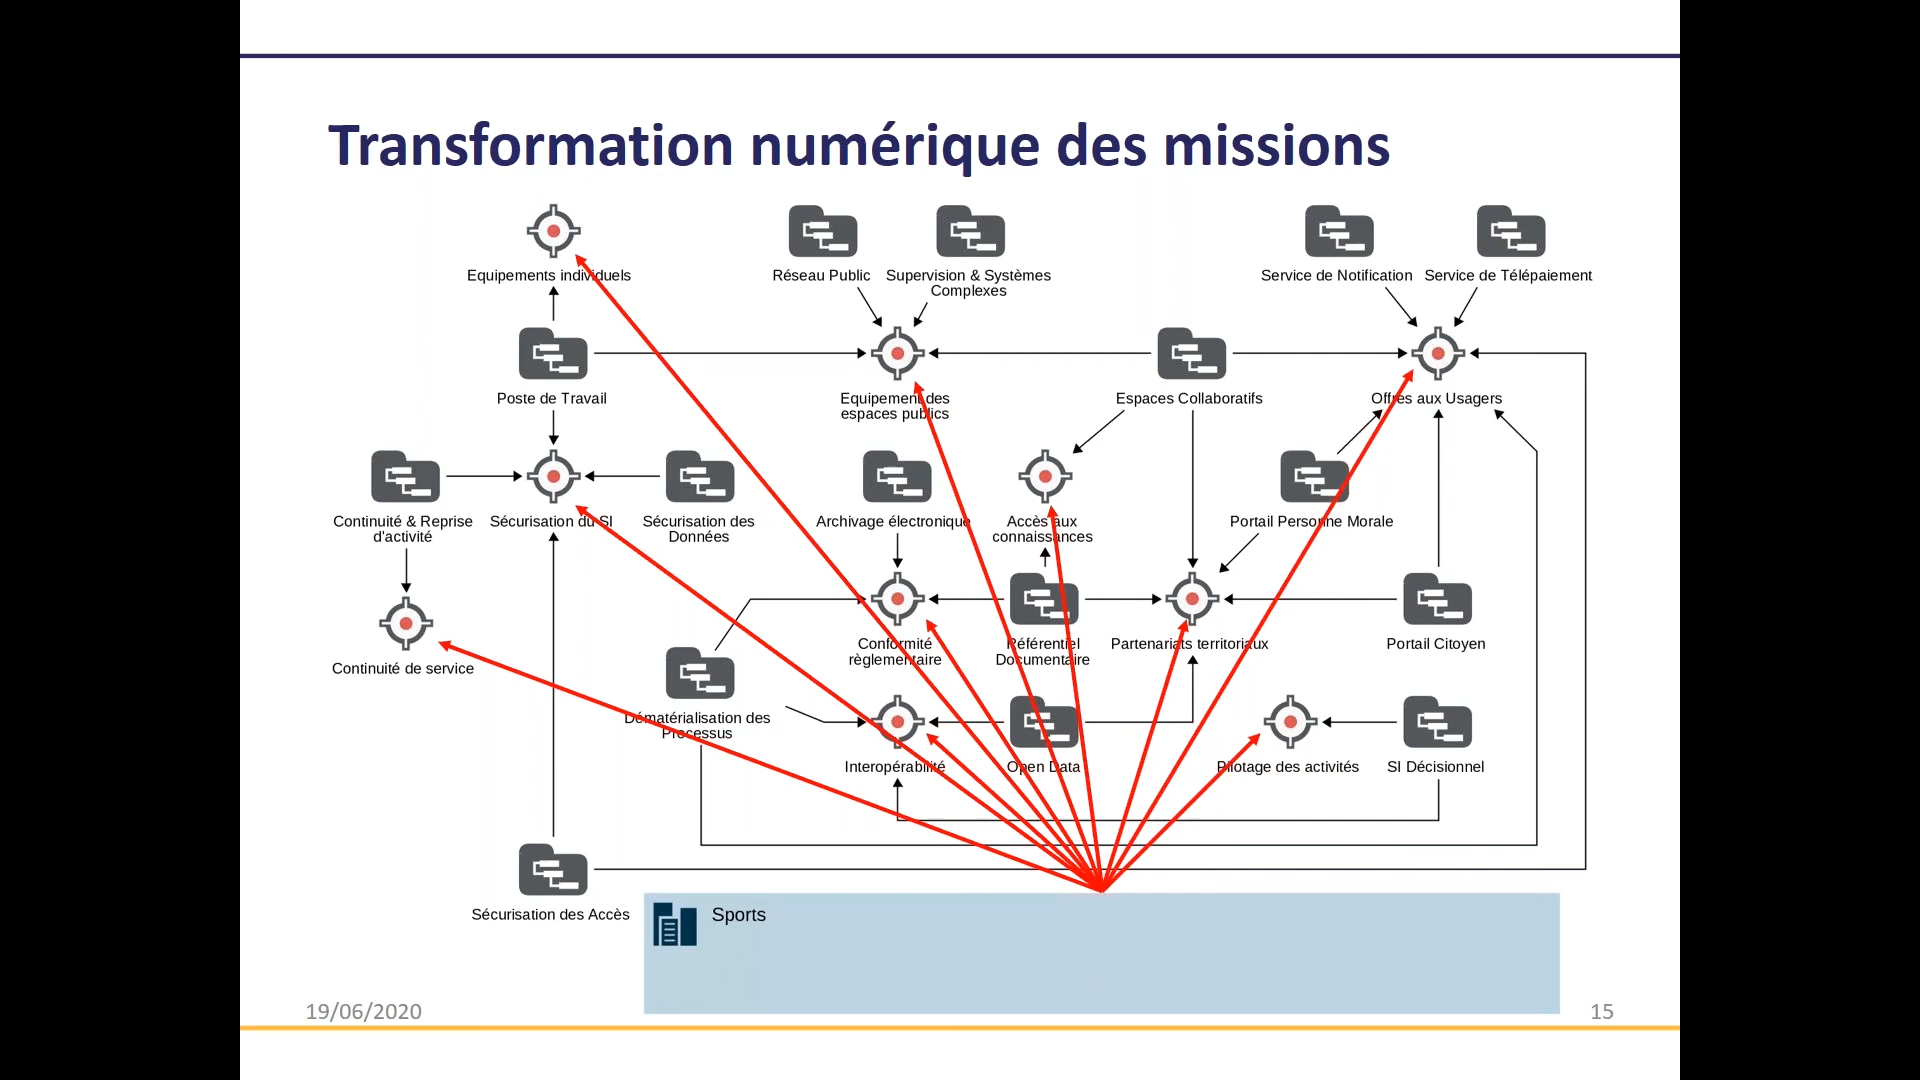 Transformation numérique des missions
Equipements individuels
Réseau Public
Supervision & Systèmes
Complexes
Service de Notification
Service de Télépaiement
Poste de Travail
Equipement des
espaces publics
Espaces Collaboratifs
Offres aux Usagers
Continuité & Reprise
d'activité
Sécurisation du SI
Sécurisation des
Données
Archivage électronique
Accès aux
connaissances
Portail Personne Morale
Continuité de service
Conformité
règlementaire
Référentiel
Documentaire
Partenariats territoriaux
Portail Citoyen
Dématérialisation des
Processus
Interopérabilité
Open Data
Pilotage des activités
SI Décisionnel
Sécurisation des Accès
Sports
19/06/2020
15